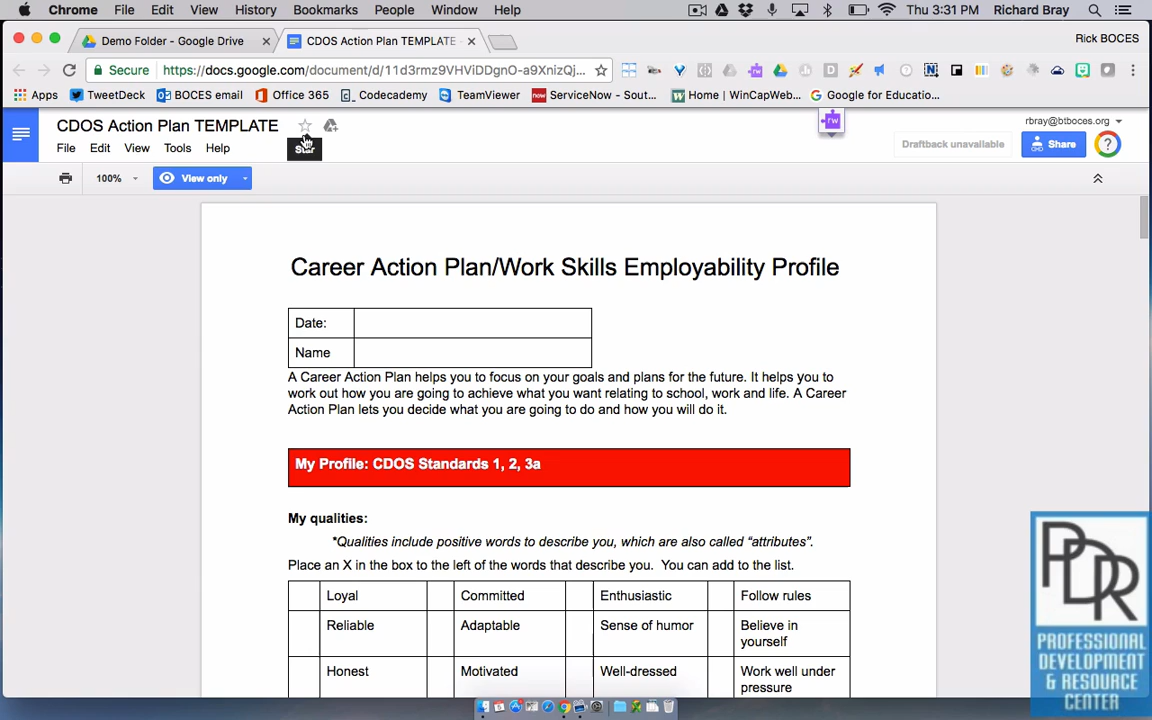 Chrome File Edit View History Bookmarks People Window Help Thu 3:31 PM Richard Bray
Demo Folder - Google Drive CDOS Action Plan TEMPLATE - Rick BOCES
Secure https://docs.google.com/document/d/11d3rmz9VHViDDgnO-a9XnizQj...
Apps TweetDeck BOCES email Office 365 Codecademy TeamViewer ServiceNow - Sout... Home | WinCapWeb... Google for Educatio...
CDOS Action Plan TEMPLATE rw rbray@btboces.org
File Edit View Tools Help Star Draftback unavailable Share
100% View only
Career Action Plan/Work Skills Employability Profile
Date:
Name
A Career Action Plan helps you to focus on your goals and plans for the future. It helps you to
work out how you are going to achieve what you want relating to school, work and life. A Career
Action Plan lets you decide what you are going to do and how you will do it.
My Profile: CDOS Standards 1, 2, 3a
My qualities:
*Qualities include positive words to describe you, which are also called “attributes”.
Place an X in the box to the left of the words that describe you. You can add to the list.
Loyal Committed Enthusiastic Follow rules
Reliable Adaptable Sense of humor Believe in
yourself
Honest Motivated Well-dressed Work well under
pressure
PDRC
PROFESSIONAL
DEVELOPMENT
& RESOURCE
CENTER